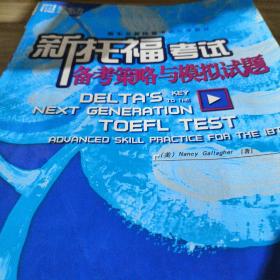 新托福考试
备考策略与模拟试题
DELTA'S KEY
TO THE
NEXT GENERATION
TOEFL TEST
ADVANCED SKILL PRACTICE FOR THE iBT
(美) Nancy Gallagher (著)